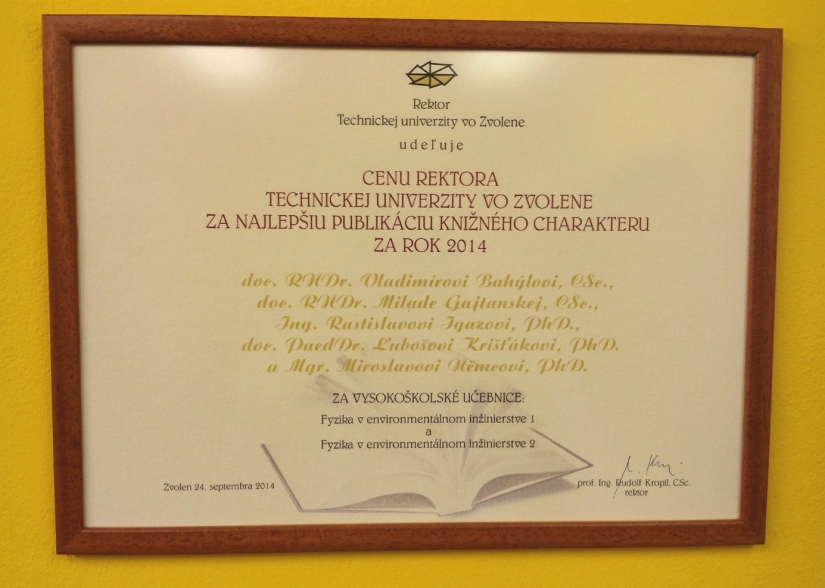 Rektor
Technickej univerzity vo Zvolene
udeľuje
CENU REKTORA
TECHNICKEJ UNIVERZITY VO ZVOLENE
ZA NAJLEPŠIU PUBLIKÁCIU KNIŽNÉHO CHARAKTERU
ZA ROK 2014
doc. RNDr. Vladimírovi Bahýlovi, CSc.,
doc. RNDr. Milade Gajtanskej, CSc.,
Ing. Rastislavovi Igazovi, PhD.,
doc. PaedDr. Ľubošovi Krišťákovi, PhD.
a Mgr. Miroslavovi Němcovi, PhD.
ZA VYSOKOŠKOLSKÉ UČEBNICE:
Fyzika v environmentálnom inžinierstve 1
a
Fyzika v environmentálnom inžinierstve 2
Zvolen 24. septembra 2014
prof. Ing. Rudolf Kropil, CSc.
rektor